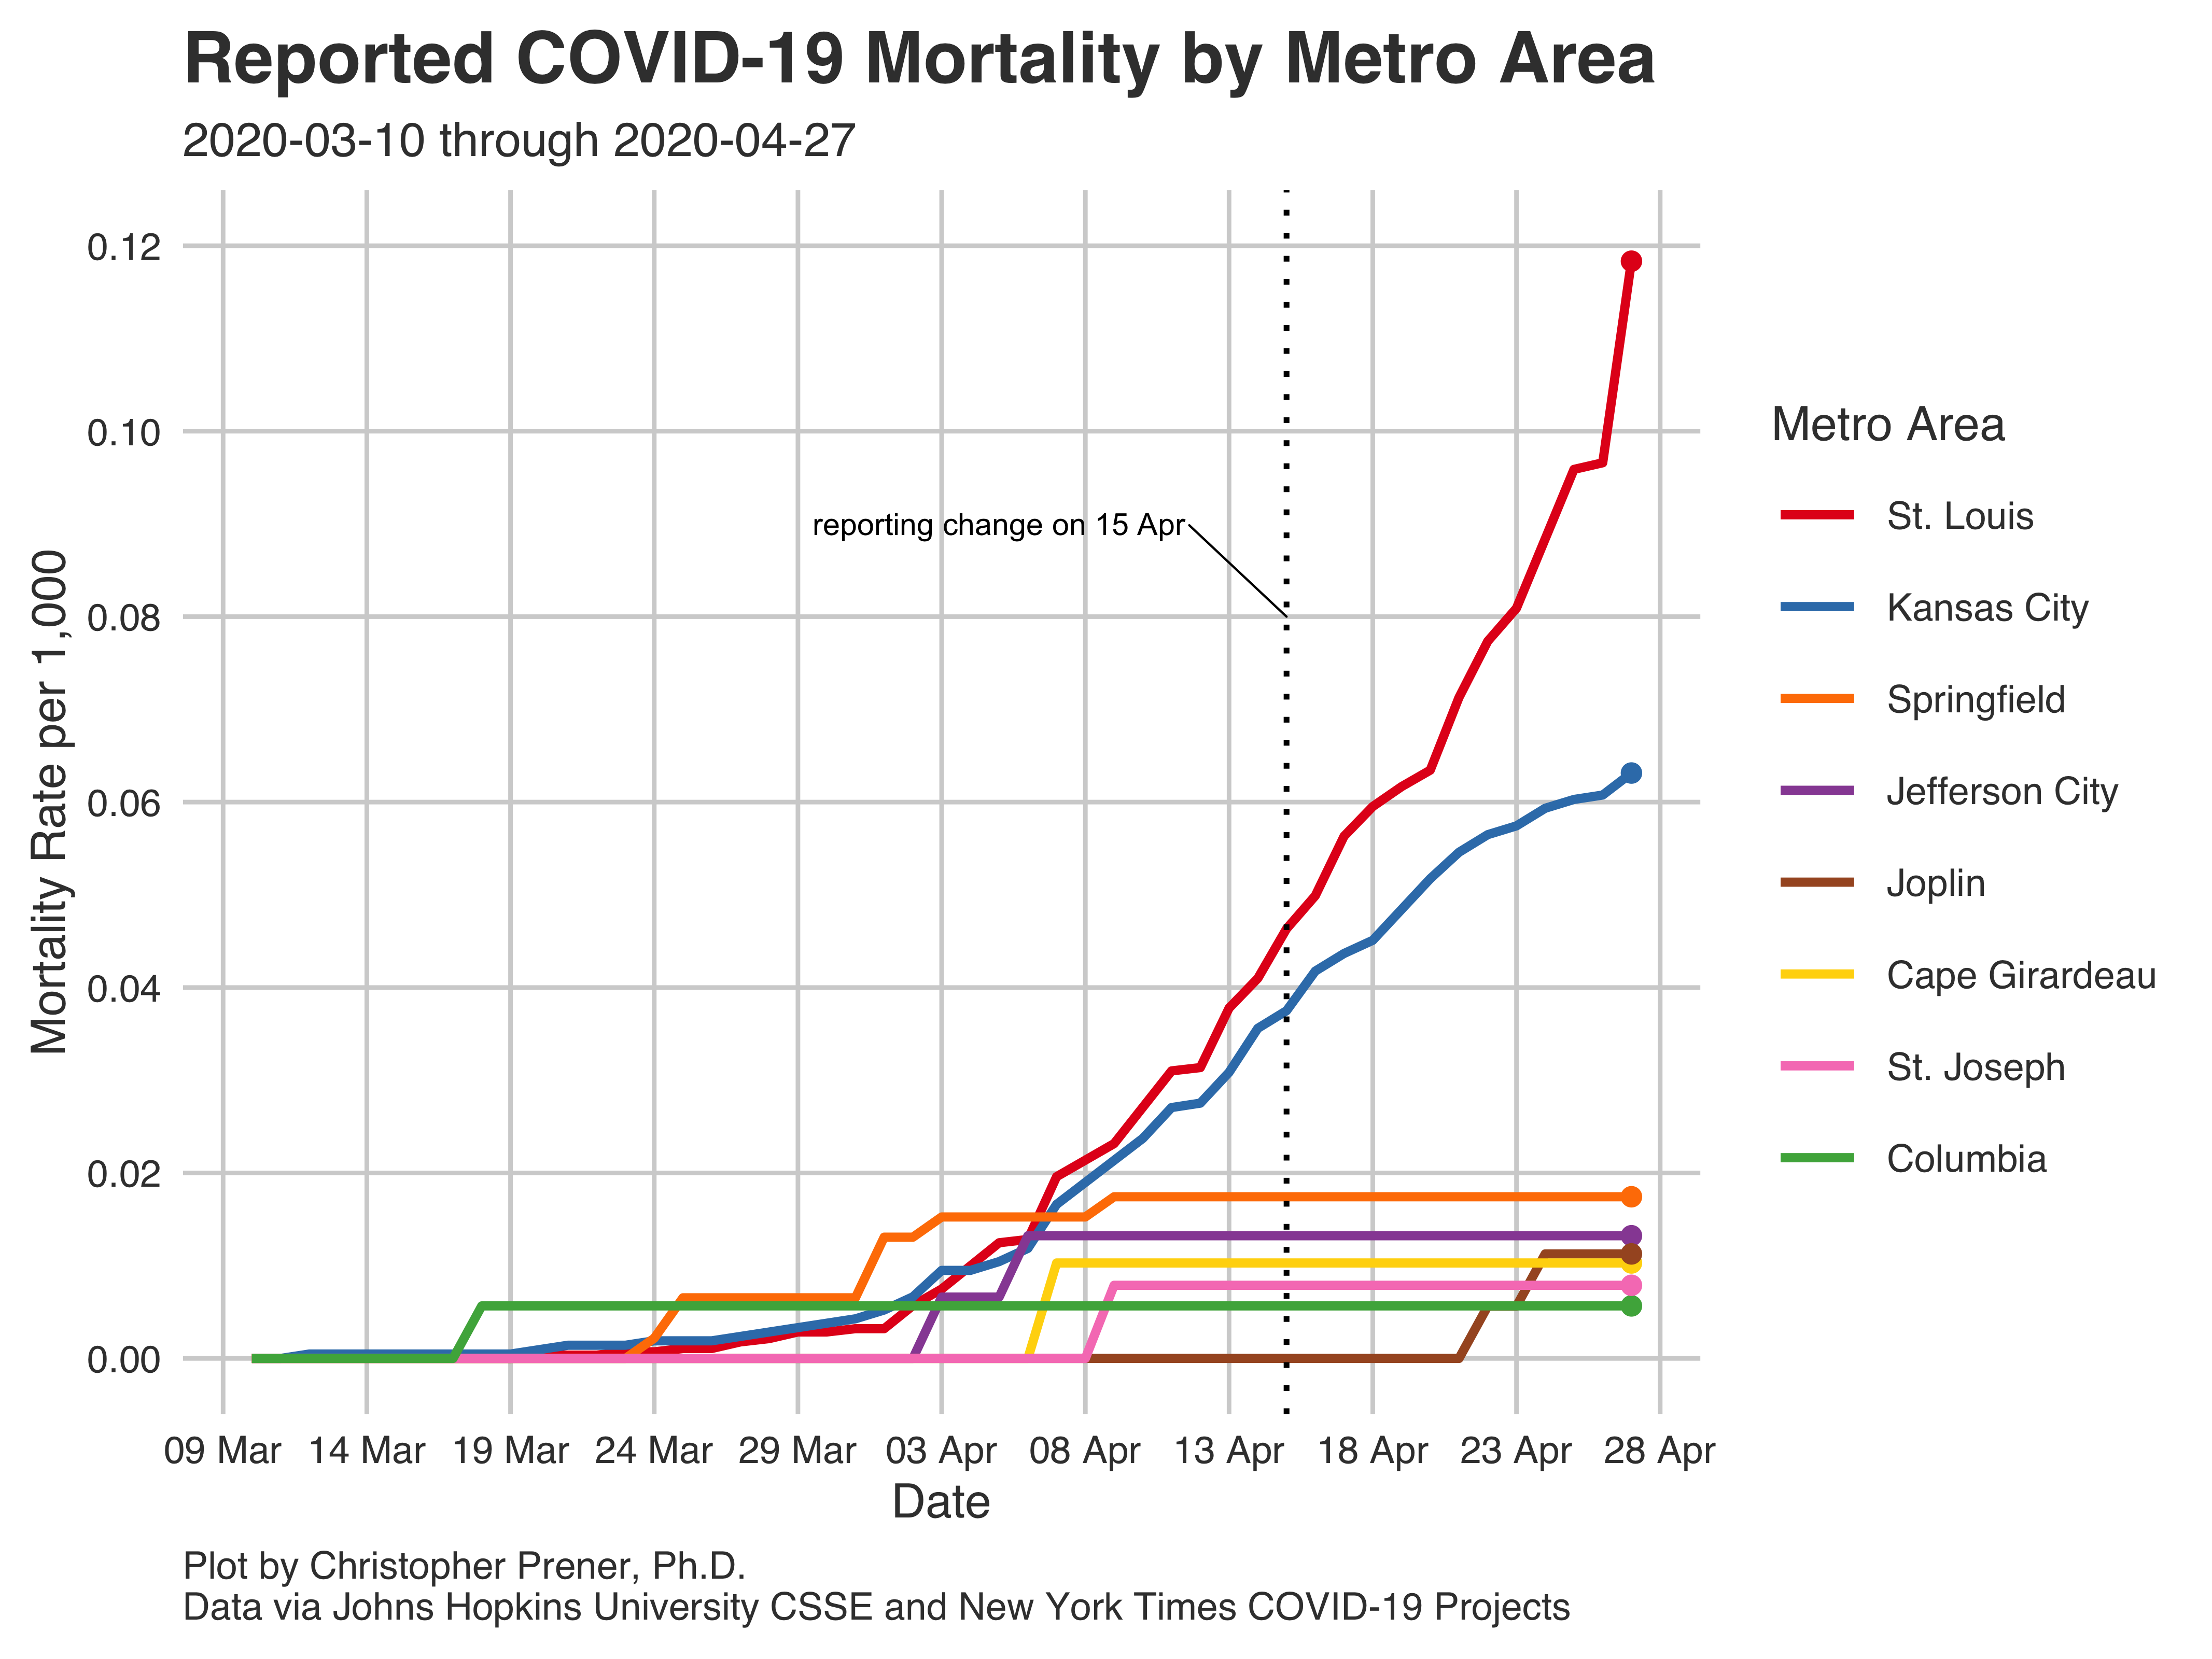 Reported COVID-19 Mortality by Metro Area
2020-03-10 through 2020-04-27
Mortality Rate per 1,000
0.12
0.10
0.08
0.06
0.04
0.02
0.00
reporting change on 15 Apr
09 Mar 14 Mar 19 Mar 24 Mar 29 Mar 03 Apr 08 Apr 13 Apr 18 Apr 23 Apr 28 Apr
Date
Metro Area
St. Louis
Kansas City
Springfield
Jefferson City
Joplin
Cape Girardeau
St. Joseph
Columbia
Plot by Christopher Prener, Ph.D.
Data via Johns Hopkins University CSSE and New York Times COVID-19 Projects